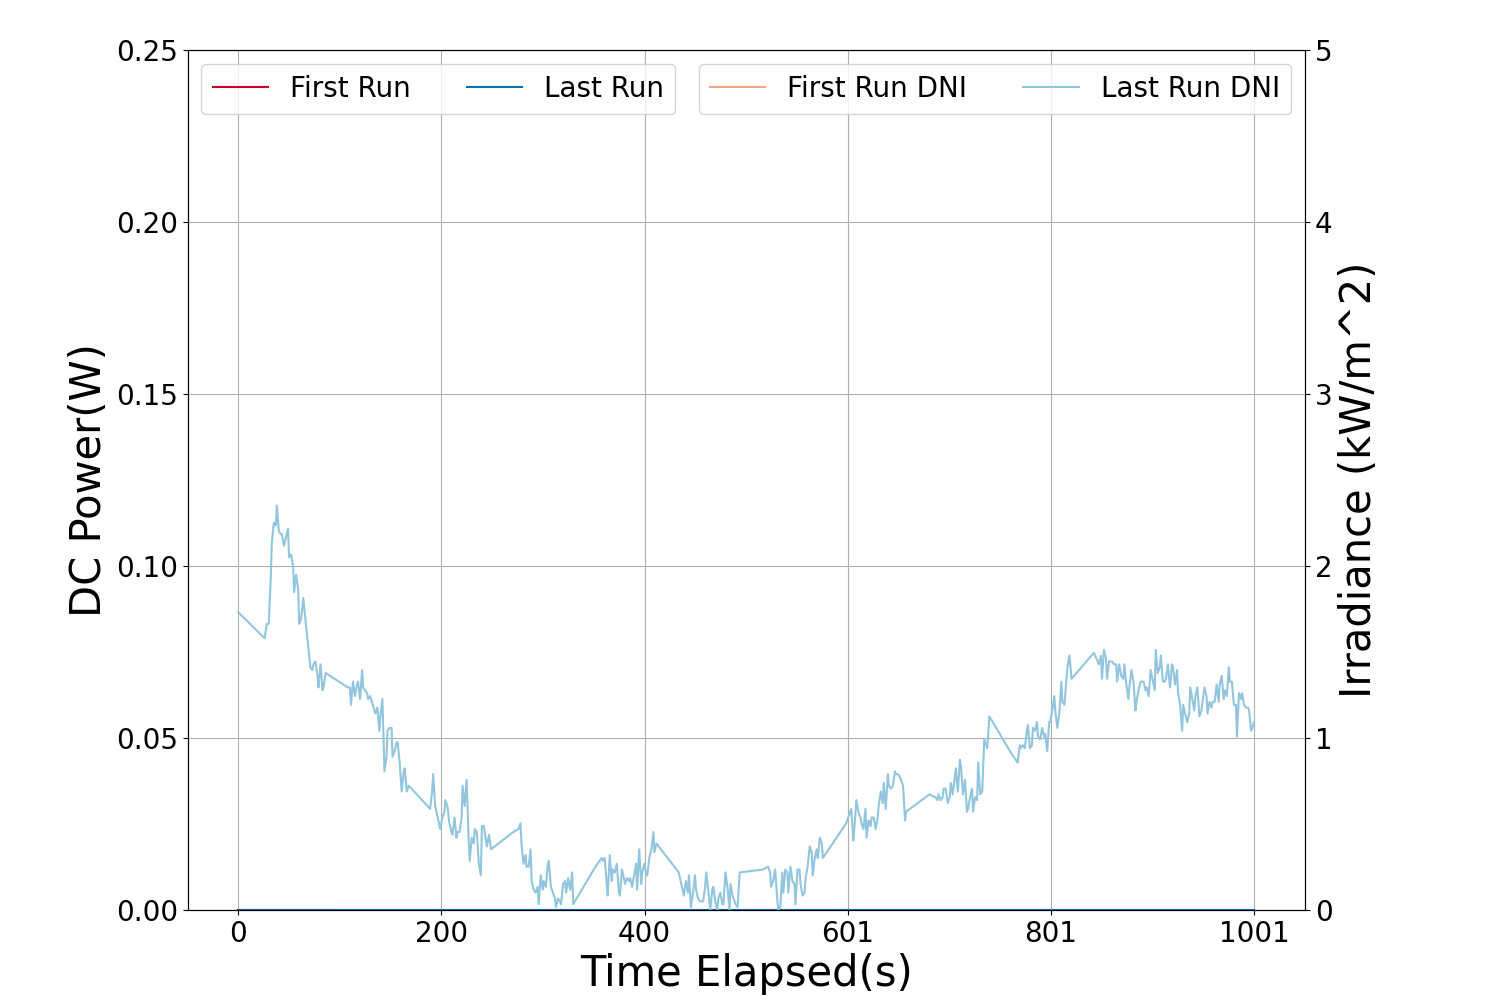 First Run
Last Run
First Run DNI
Last Run DNI
DC Power(W)
0.25
0.20
0.15
0.10
0.05
0.00
5
4
3
2
1
0
Irradiance (kW/m^2)
0 200 400 601 801 1001
Time Elapsed(s)